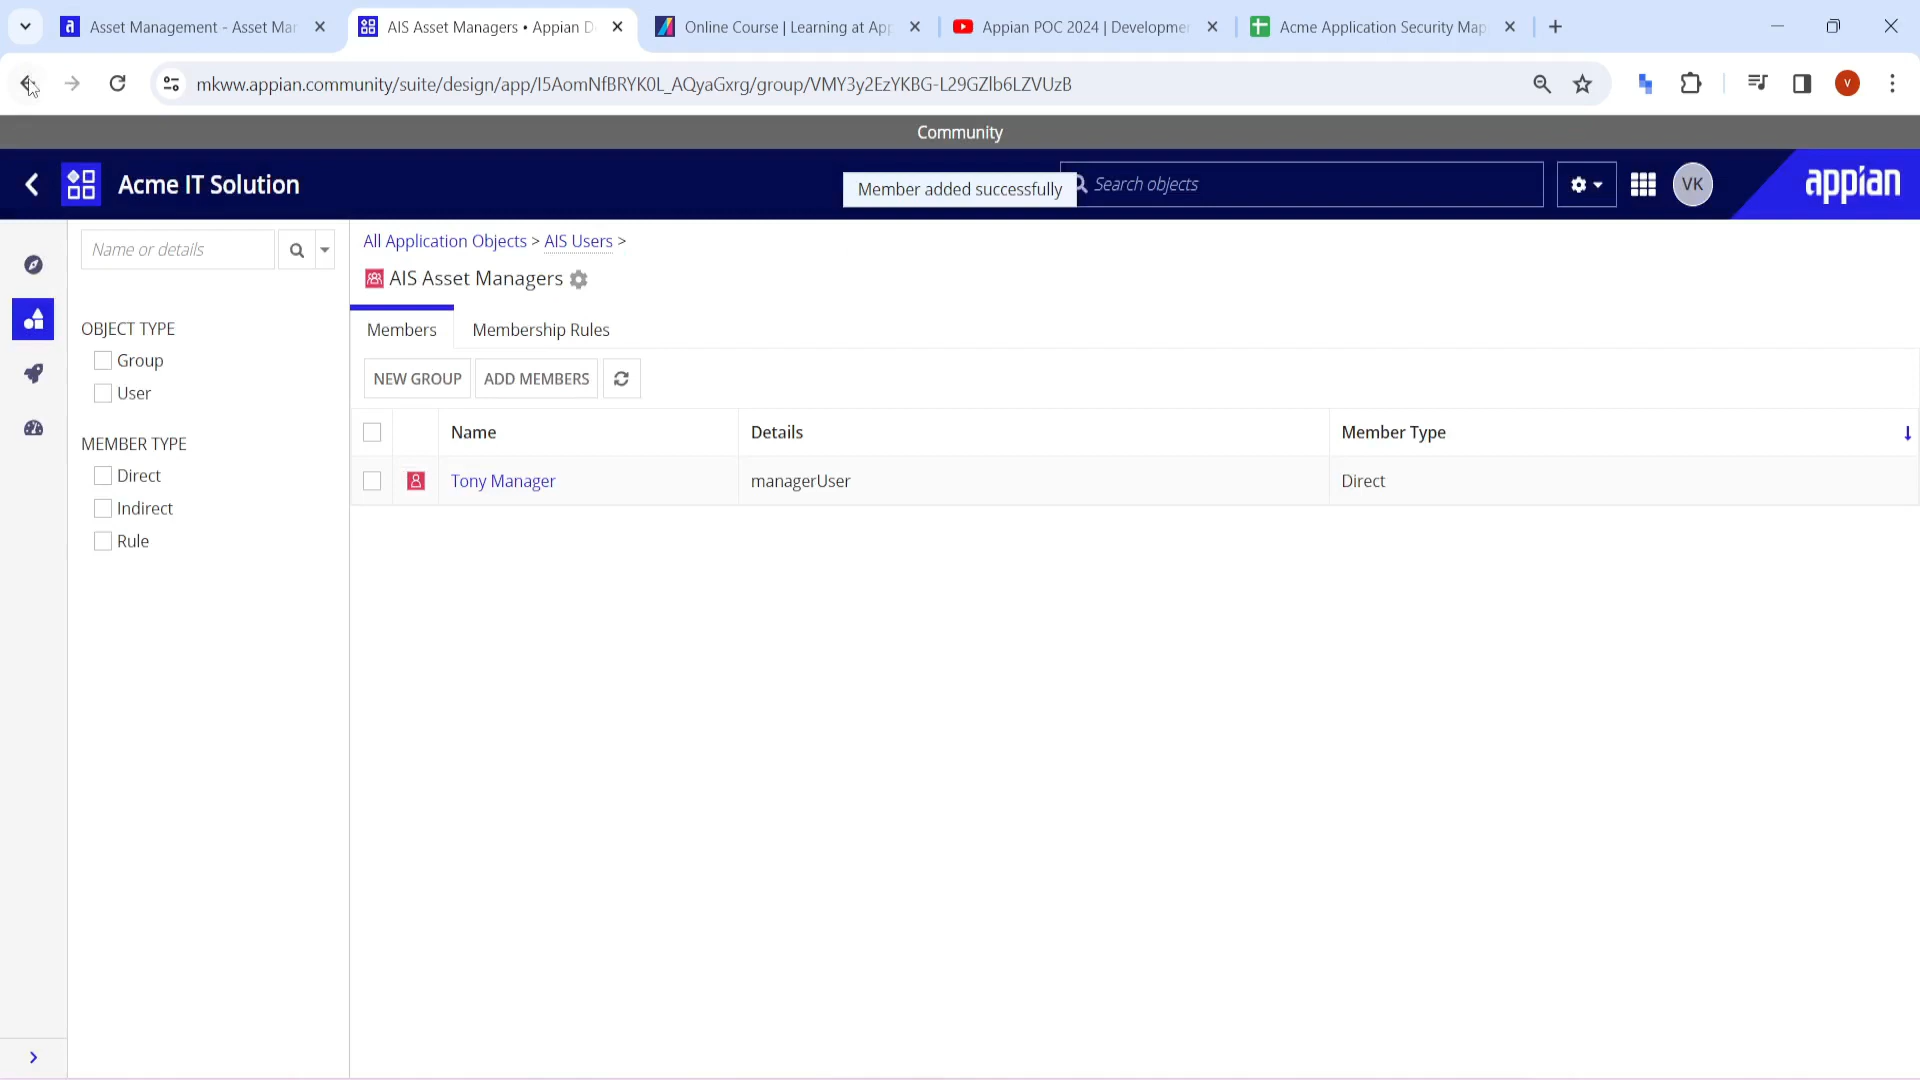 Asset Management - Asset Mar
AIS Asset Managers • Appian D
Online Course | Learning at App
Appian POC 2024 | Developmen
Acme Application Security Map
mkww.appian.community/suite/design/app/I5AomNfBRYK0L_AQyaGxrg/group/VMY3y2EzYKBG-L29GZlb6LZVUzB
V
Community
Acme IT Solution
Member added successfully
Search objects
VK
appian
Name or details
OBJECT TYPE
Group
User
MEMBER TYPE
Direct
Indirect
Rule
All Application Objects > AIS Users >
AIS Asset Managers
Members
Membership Rules
NEW GROUP
ADD MEMBERS
Name
Details
Member Type
Tony Manager
managerUser
Direct